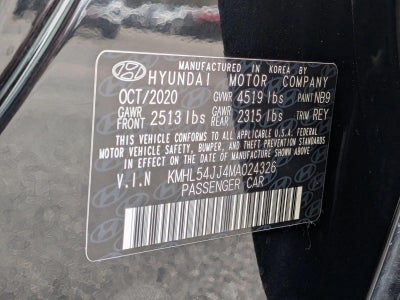 MANUFACTURED IN KOREA BY
HYUNDAI MOTOR COMPANY
OCT/2020 GVWR 4519 lbs PAINT NB9
GAWR FRONT 2513 lbs GAWR REAR 2315 lbs TRIM REY
THIS VEHICLE CONFORMS TO ALL APPLICABLE FEDERAL
MOTOR VEHICLE SAFETY, BUMPER, AND THEFT PREVENTION
STANDARDS IN EFFECT ON THE DATE OF MANUFACTURE
SHOWN ABOVE.
V.I.N KMHL54JJ4MA024326
PASSENGER CAR